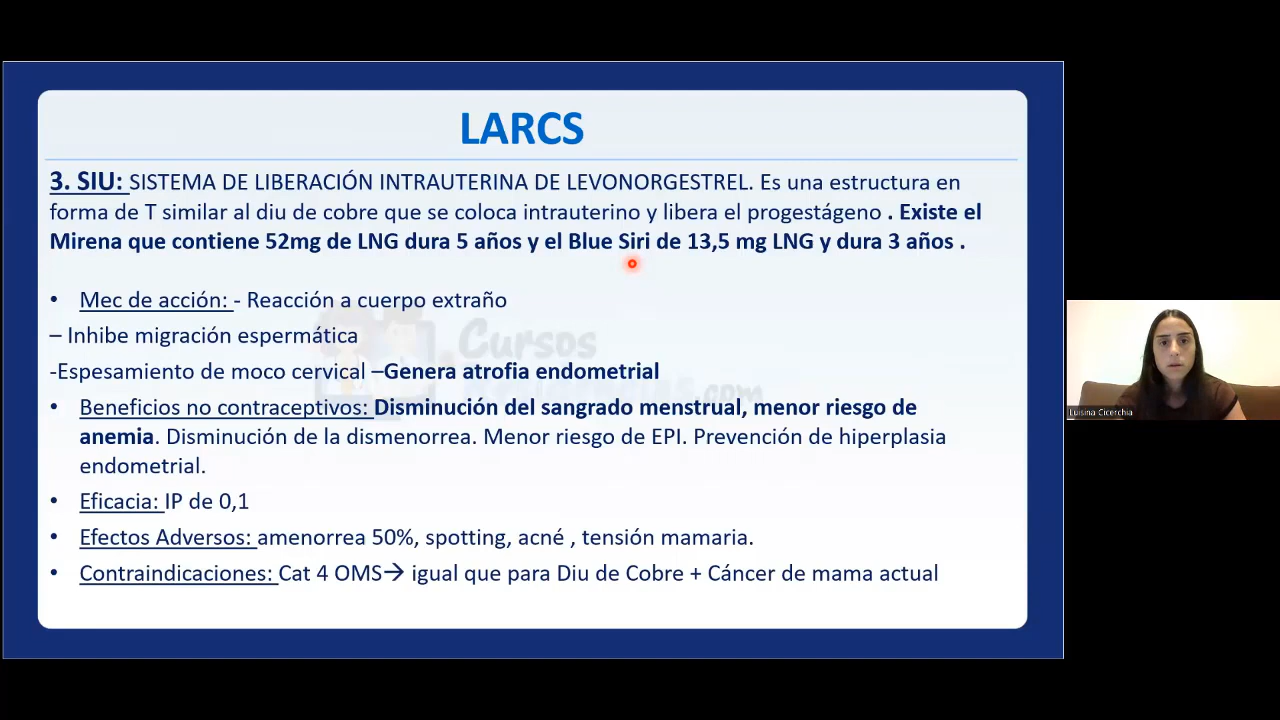 LARCS
3. SIU: SISTEMA DE LIBERACIÓN INTRAUTERINA DE LEVONORGESTREL. Es una estructura en
forma de T similar al diu de cobre que se coloca intrauterino y libera el progestágeno . Existe el
Mirena que contiene 52mg de LNG dura 5 años y el Blue Siri de 13,5 mg LNG y dura 3 años .
• Mec de acción: - Reacción a cuerpo extraño
– Inhibe migración espermática
-Espesamiento de moco cervical –Genera atrofia endometrial
• Beneficios no contraceptivos: Disminución del sangrado menstrual, menor riesgo de
anemia. Disminución de la dismenorrea. Menor riesgo de EPI. Prevención de hiperplasia
endometrial.
• Eficacia: IP de 0,1
• Efectos Adversos: amenorrea 50%, spotting, acné , tensión mamaria.
• Contraindicaciones: Cat 4 OMS→ igual que para Diu de Cobre + Cáncer de mama actual
Cursos
.com
Luisina Cicerchia